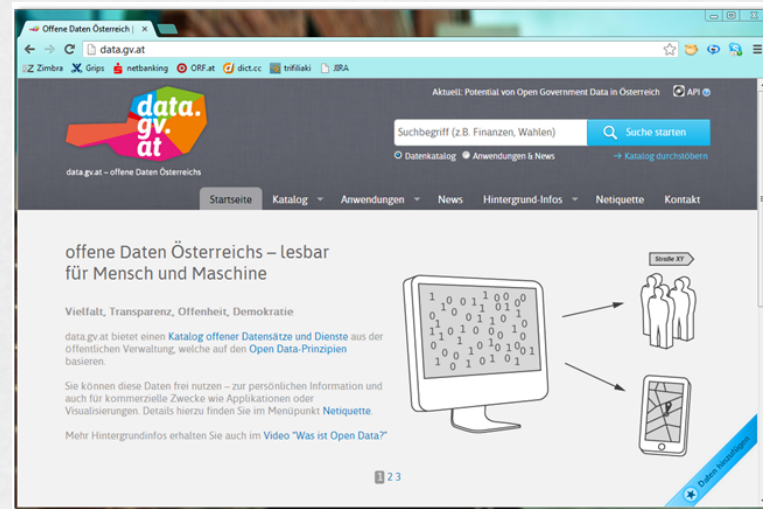 Offene Daten Österreich |
data.gv.at
Zimbra Grips netbanking ORF.at dict.cc trifiliaki JIRA
Aktuell: Potential von Open Government Data in Österreich API
data.
gv.
at
Suchbegriff (z.B. Finanzen, Wahlen) Suche starten
Datenkatalog Anwendungen & News → Katalog durchstöbern
data.gv.at – offene Daten Österreichs
Startseite Katalog Anwendungen News Hintergrund-Infos Netiquette Kontakt
offene Daten Österreichs – lesbar
für Mensch und Maschine
Vielfalt, Transparenz, Offenheit, Demokratie
data.gv.at bietet einen Katalog offener Datensätze und Dienste aus der
öffentlichen Verwaltung, welche auf den Open Data-Prinzipien
basieren.
Sie können diese Daten frei nutzen – zur persönlichen Information und
auch für kommerzielle Zwecke wie Applikationen oder
Visualisierungen. Details hierzu finden Sie im Menüpunkt Netiquette.
Mehr Hintergrundinfos erhalten Sie auch im Video "Was ist Open Data?"
Straße XY
Daten hinzufügen
1 2 3